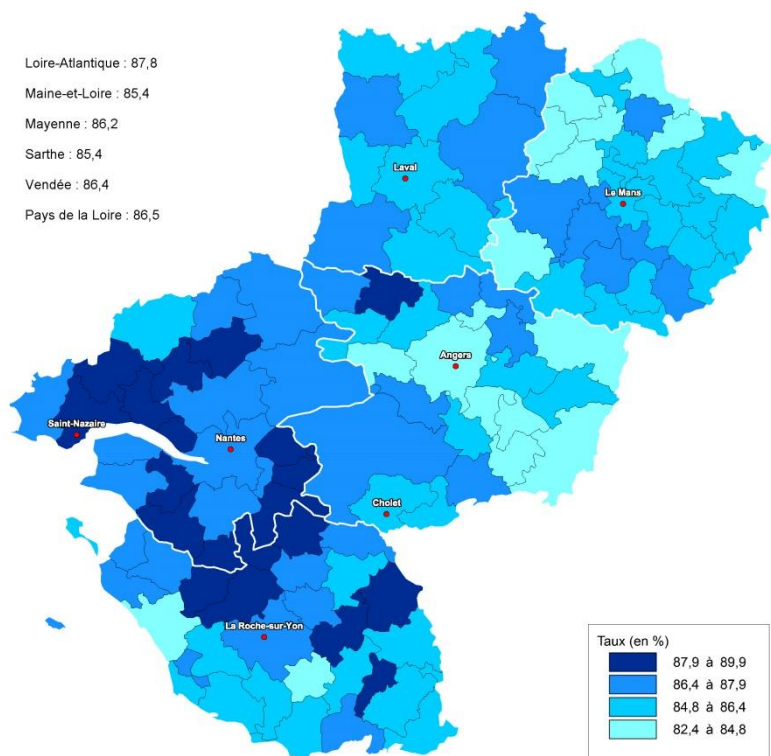 Loire-Atlantique : 87,8
Maine-et-Loire : 85,4
Mayenne : 86,2
Sarthe : 85,4
Vendée : 86,4
Pays de la Loire : 86,5
Laval
Le Mans
Angers
Saint-Nazaire
Nantes
Cholet
La Roche-sur-Yon
Taux (en %)
87,9 à 89,9
86,4 à 87,9
84,8 à 86,4
82,4 à 84,8